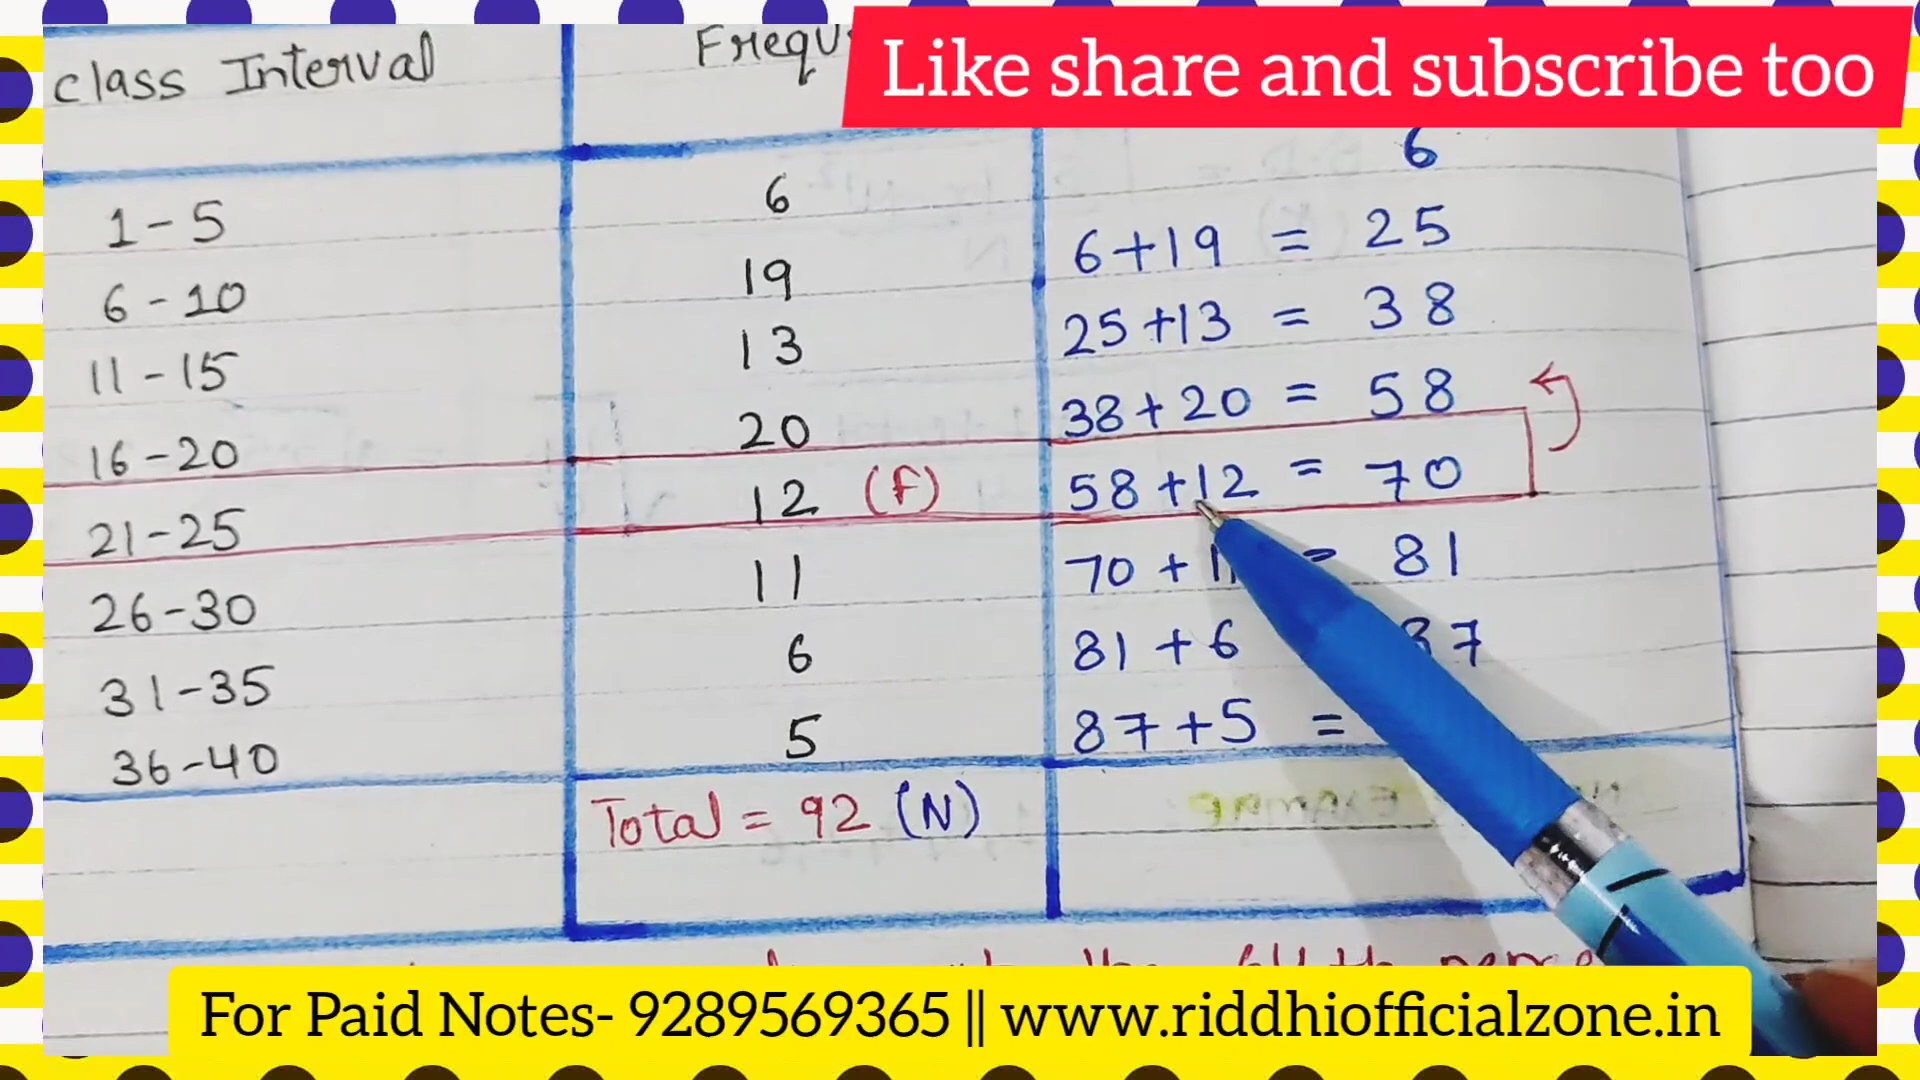 Like share and subscribe too
class Interval Frequ
6
1-5 6
6+19 = 25
6-10 19
25+13 = 38
11-15 13
38+20 = 58
16-20 20
58+12 = 70
21-25 12 (F)
70+11 = 81
26-30 11
81+6 87
31-35 6
87+5 =
36-40 5
Total = 92 (N)
For Paid Notes- 9289569365 || www.riddhiofficialzone.in